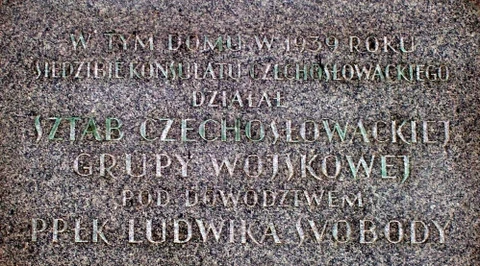 W TYM DOMU W 1939 ROKU
SIEDZIBIE KONSULATU CZECHOSŁOWACKIEGO
DZIAŁAŁ
SZTAB CZECHOSŁOWACKIEJ
GRUPY WOJSKOWEJ
POD DOWÓDZTWEM
PPŁK LUDWIKA SVOBODY